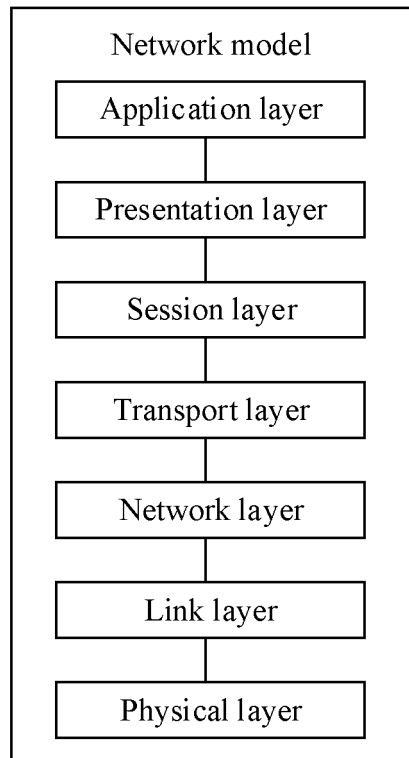 Network model
Application layer
Presentation layer
Session layer
Transport layer
Network layer
Link layer
Physical layer